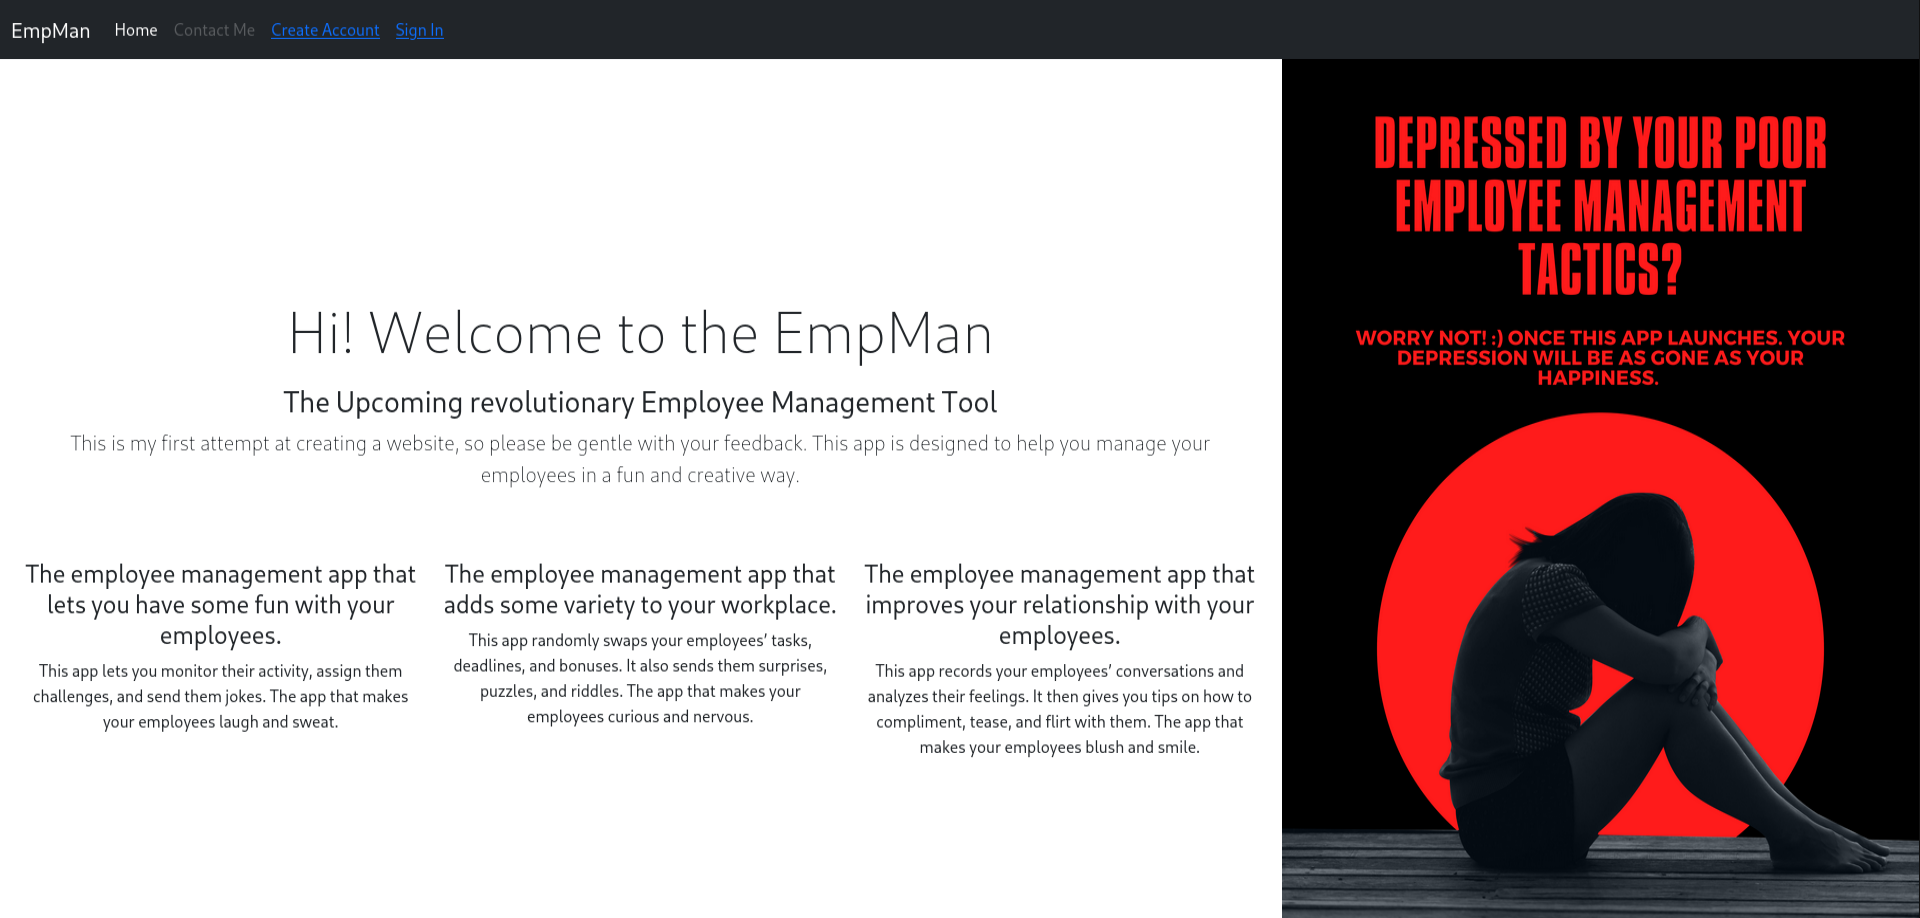 EmpMan Home Contact Me Create Account Sign In
Hi! Welcome to the EmpMan
The Upcoming revolutionary Employee Management Tool
This is my first attempt at creating a website, so please be gentle with your feedback. This app is designed to help you manage your
employees in a fun and creative way.
The employee management app that
lets you have some fun with your
employees.
This app lets you monitor their activity, assign them
challenges, and send them jokes. The app that makes
your employees laugh and sweat.
The employee management app that
adds some variety to your workplace.
This app randomly swaps your employees’ tasks,
deadlines, and bonuses. It also sends them surprises,
puzzles, and riddles. The app that makes your
employees curious and nervous.
The employee management app that
improves your relationship with your
employees.
This app records your employees’ conversations and
analyzes their feelings. It then gives you tips on how to
compliment, tease, and flirt with them. The app that
makes your employees blush and smile.
DEPRESSED BY YOUR POOR
EMPLOYEE MANAGEMENT
TACTICS?
WORRY NOT! :) ONCE THIS APP LAUNCHES. YOUR
DEPRESSION WILL BE AS GONE AS YOUR
HAPPINESS.